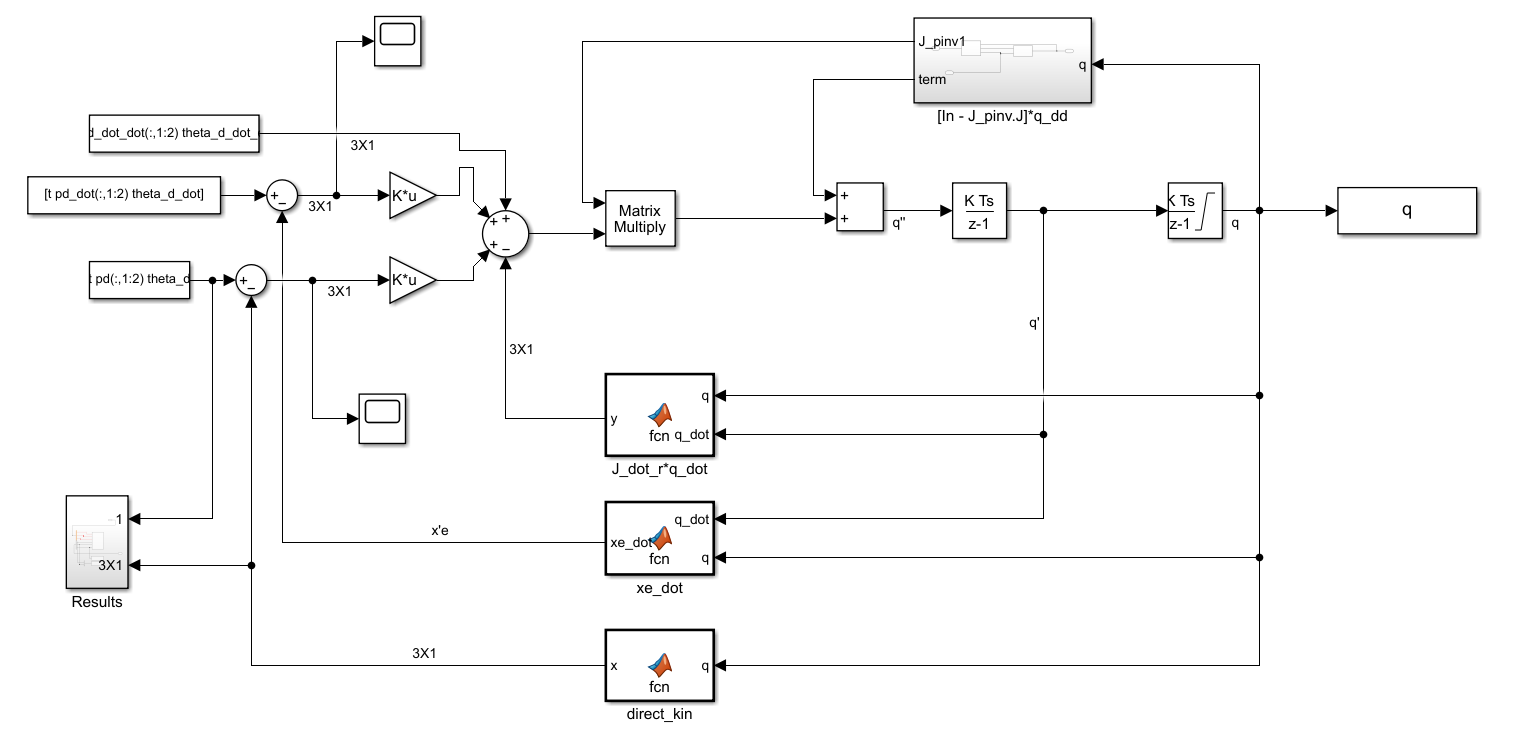 J_pinv1
term
q
[In - J_pinv.J]*q_dd
d_dot_dot(:,1:2) theta_d_dot_
3X1
[t pd_dot(:,1:2) theta_d_dot]
+
_
3X1
K*u
+
+
+
_
Matrix
Multiply
+
+
q"
K Ts
z-1
K Ts
z-1
q
q
t pd(:,1:2) theta_d
+
_
3X1
K*u
q'
3X1
y
q
q_dot
fcn
J_dot_r*q_dot
1
3X1
Results
x'e
xe_dot
q_dot
q
fcn
xe_dot
3X1
x
q
fcn
direct_kin